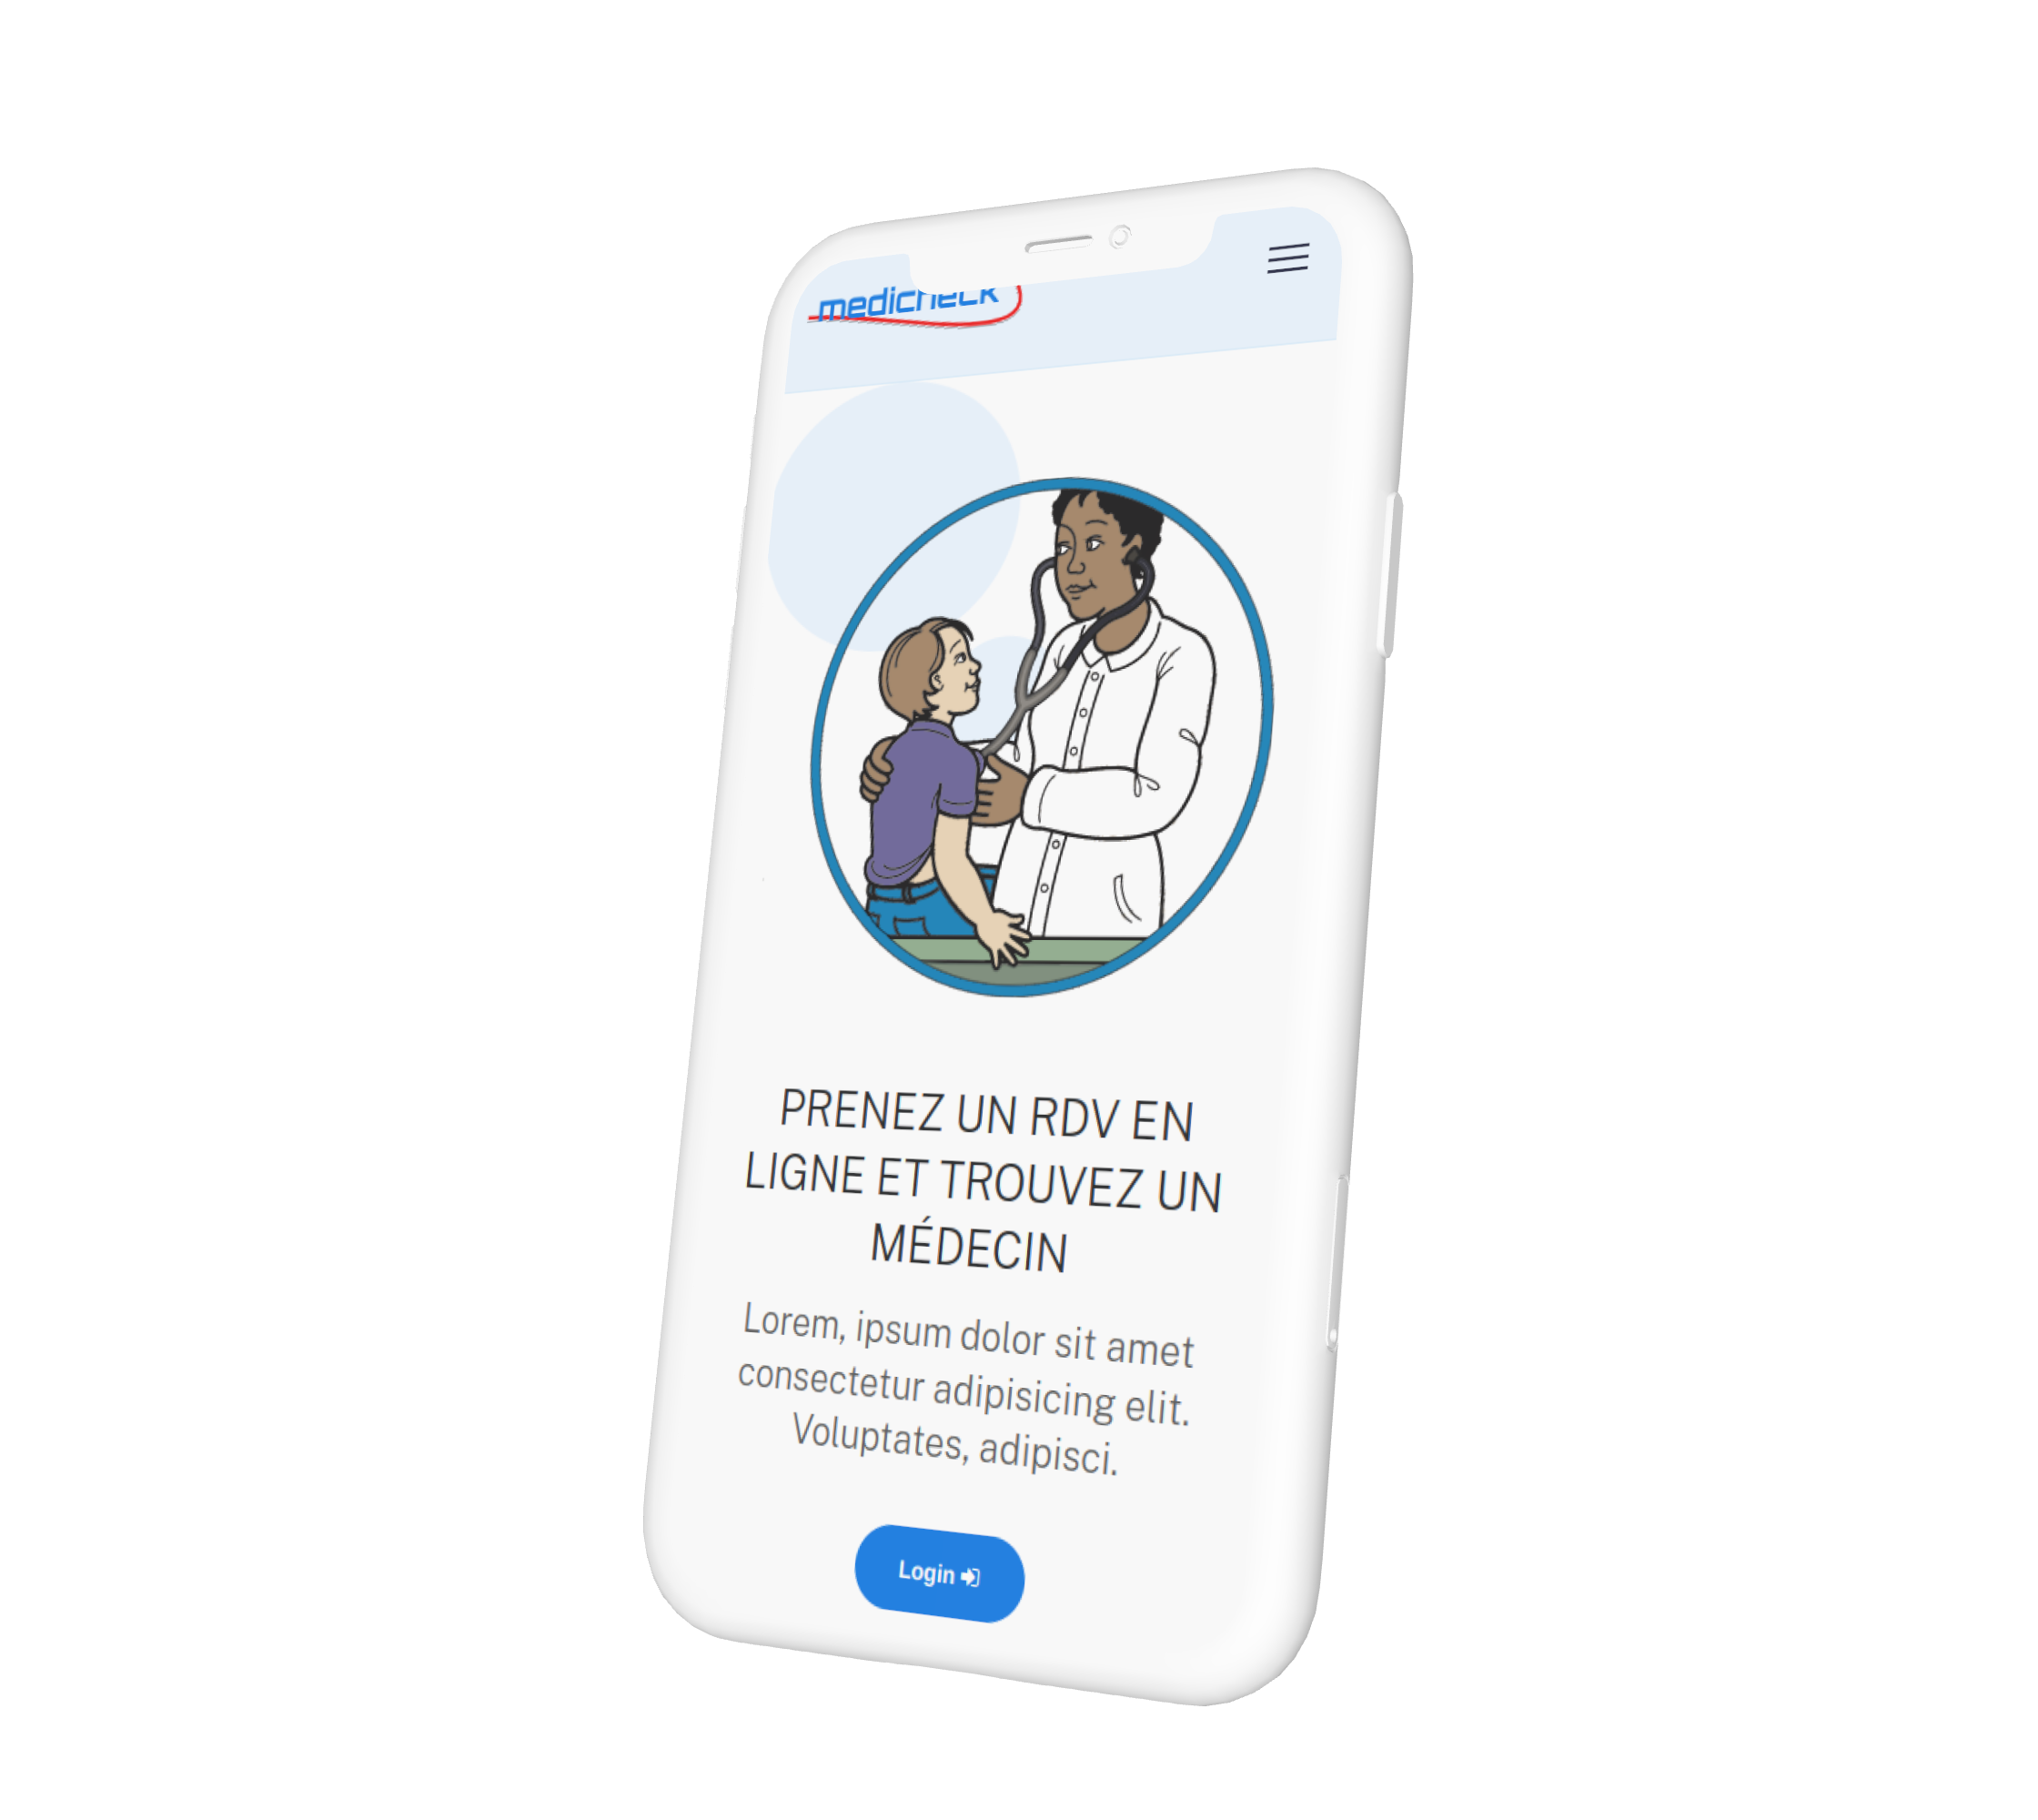 medicheck
PRENEZ UN RDV EN
LIGNE ET TROUVEZ UN
MÉDECIN
Lorem, ipsum dolor sit amet
consectetur adipisicing elit.
Voluptates, adipisci.
Login